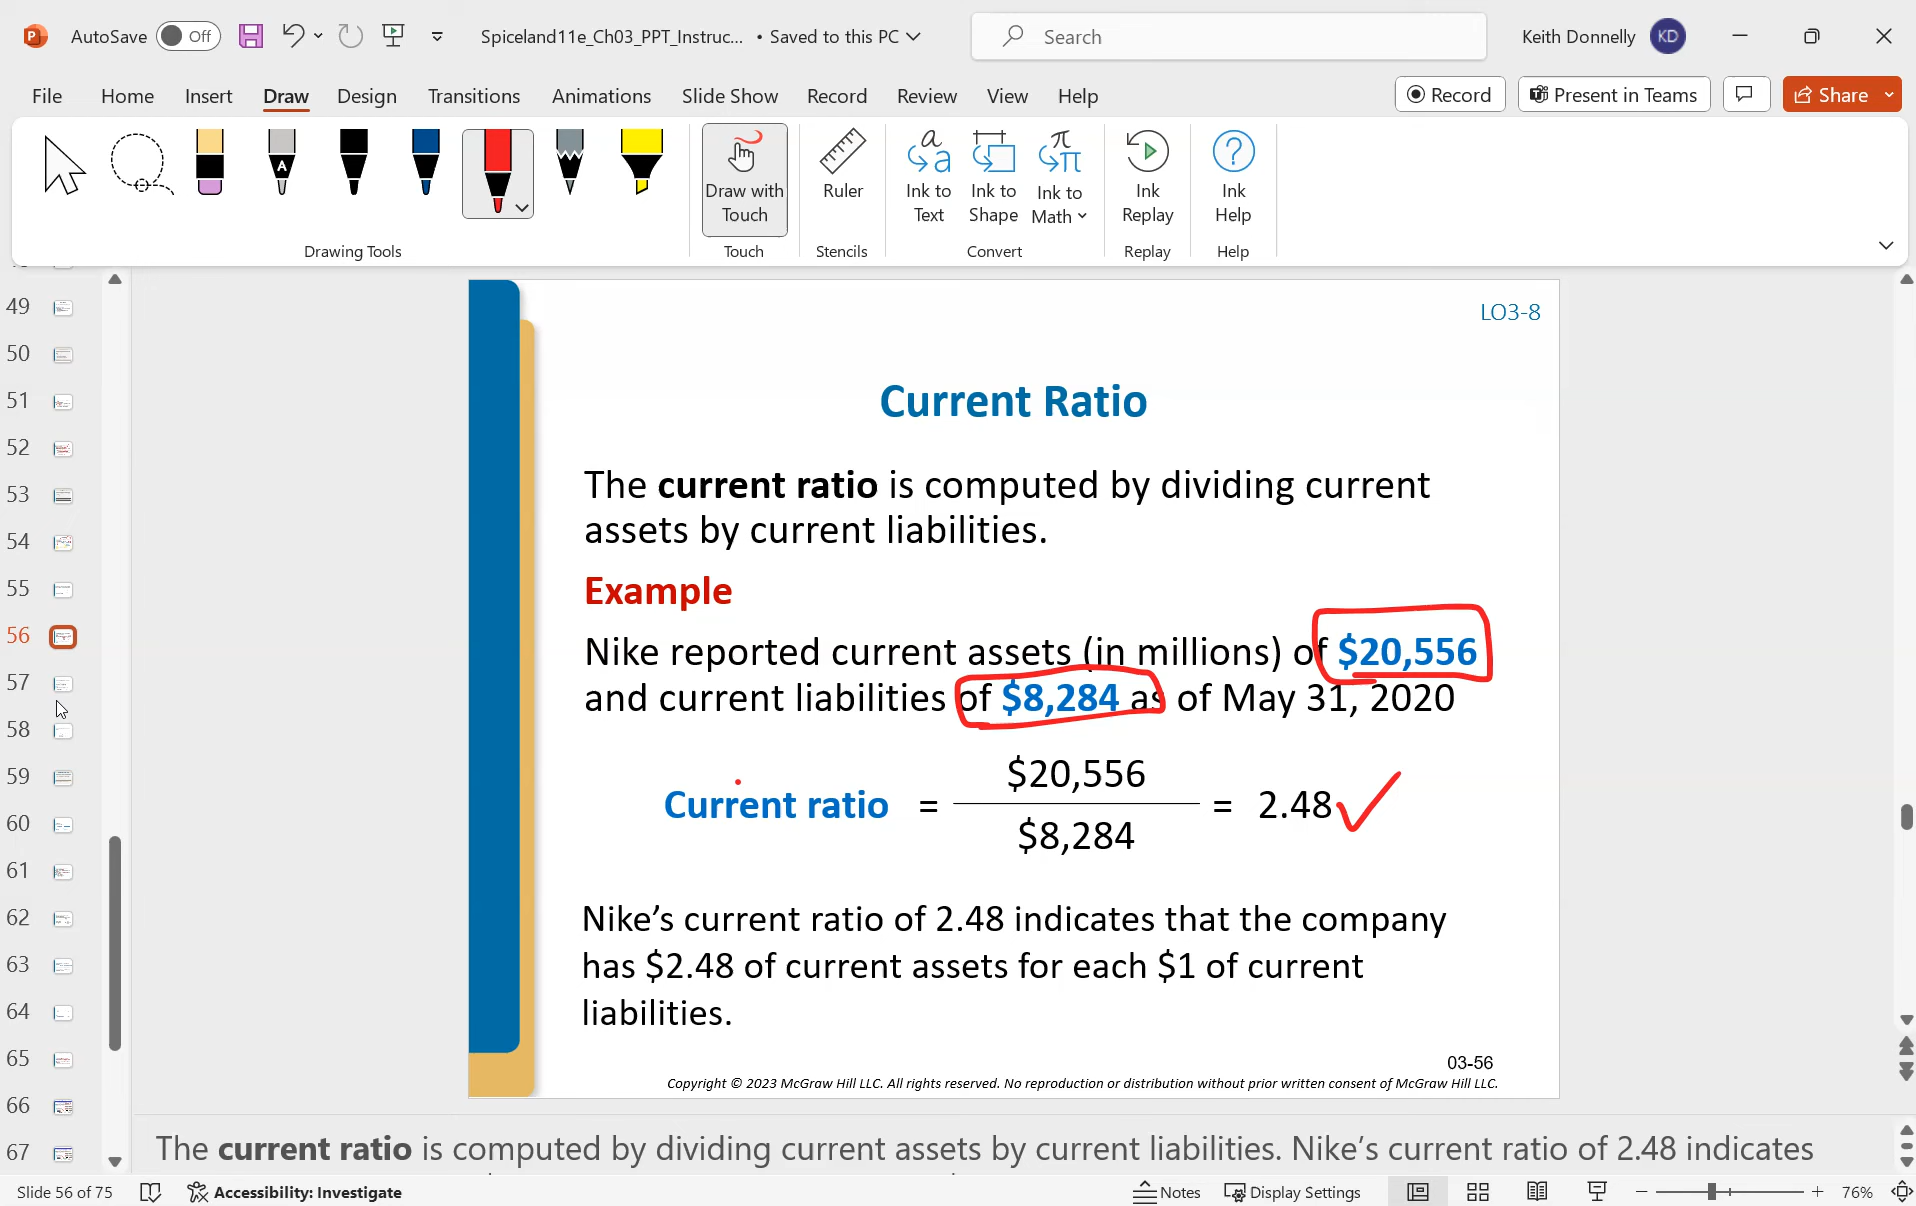 AutoSave Off Spiceland11e_Ch03_PPT_Instruc... • Saved to this PC Search Keith Donnelly KD
File Home Insert Draw Design Transitions Animations Slide Show Record Review View Help Record Present in Teams Share
A
Draw with Touch
Ruler
Ink to Text
Ink to Shape
Ink to Math
Ink Replay
Ink Help
Drawing Tools Touch Stencils Convert Replay Help
49
50
51
52
53
54
55
56
57
58
59
60
61
62
63
64
65
66
67
LO3-8
Current Ratio
The current ratio is computed by dividing current
assets by current liabilities.
Example
Nike reported current assets (in millions) of $20,556
and current liabilities of $8,284 as of May 31, 2020
$20,556
Current ratio = = 2.48
$8,284
Nike’s current ratio of 2.48 indicates that the company
has $2.48 of current assets for each $1 of current
liabilities.
03-56
Copyright © 2023 McGraw Hill LLC. All rights reserved. No reproduction or distribution without prior written consent of McGraw Hill LLC.
The current ratio is computed by dividing current assets by current liabilities. Nike’s current ratio of 2.48 indicates
Slide 56 of 75 Accessibility: Investigate Notes Display Settings 76%